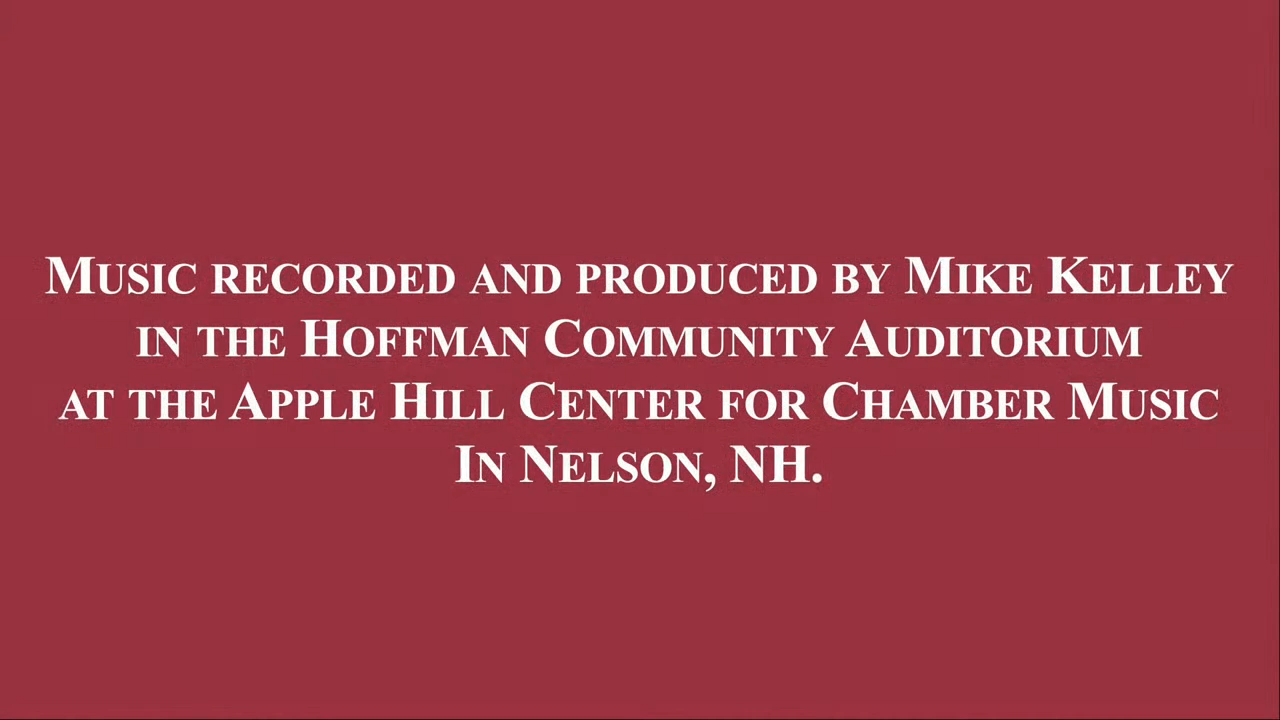 Music recorded and produced by Mike Kelley
in the Hoffman Community Auditorium
at the Apple Hill Center for Chamber Music
In Nelson, NH.